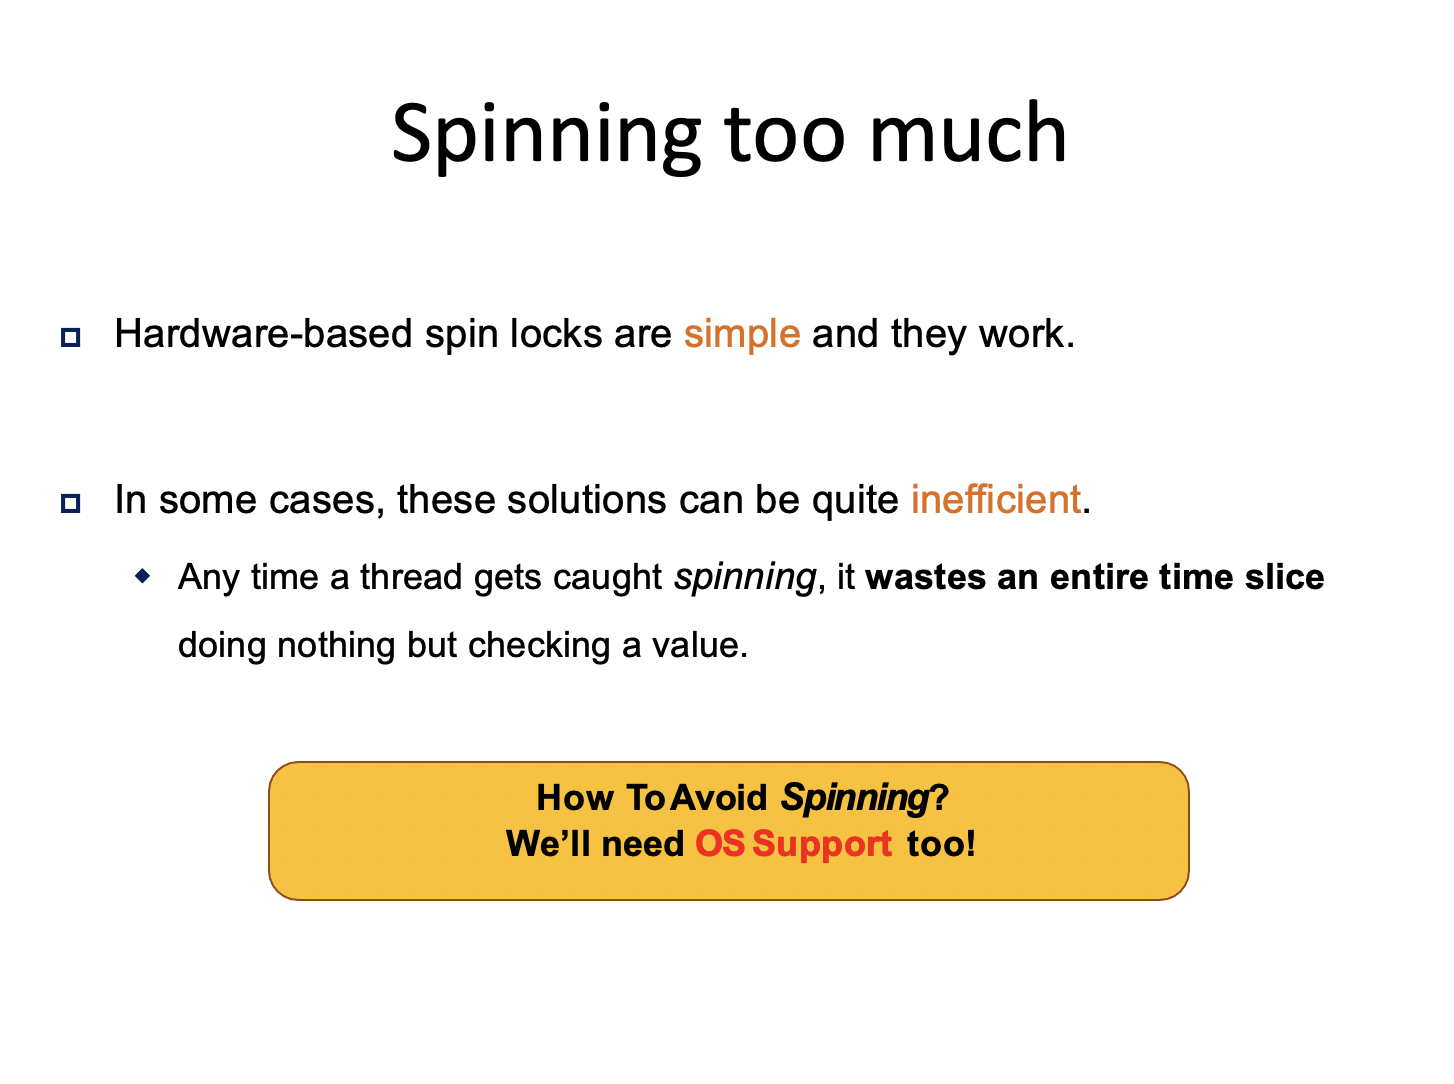 Spinning too much
Hardware-based spin locks are simple and they work.
In some cases, these solutions can be quite inefficient.
Any time a thread gets caught spinning, it wastes an entire time slice
doing nothing but checking a value.
How To Avoid Spinning?
We’ll need OS Support too!